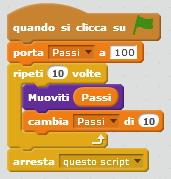 quando si clicca su
porta Passi a 100
ripeti 10 volte
Muoviti Passi
cambia Passi di 10
arresta questo script